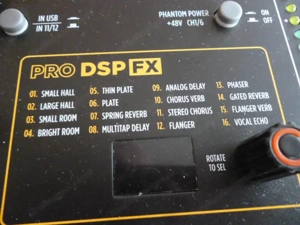 IN USB
IN 11/12
PHANTOM POWER
+48V CH1/6
ON
OFF
PRO DSP FX
01. SMALL HALL
02. LARGE HALL
03. SMALL ROOM
04. BRIGHT ROOM
05. THIN PLATE
06. PLATE
07. SPRING REVERB
08. MULTITAP DELAY
09. ANALOG DELAY
10. CHORUS VERB
11. STEREO CHORUS
12. FLANGER
13. PHASER
14. GATED REVERB
15. FLANGER VERB
16. VOCAL ECHO
ROTATE
TO SEL